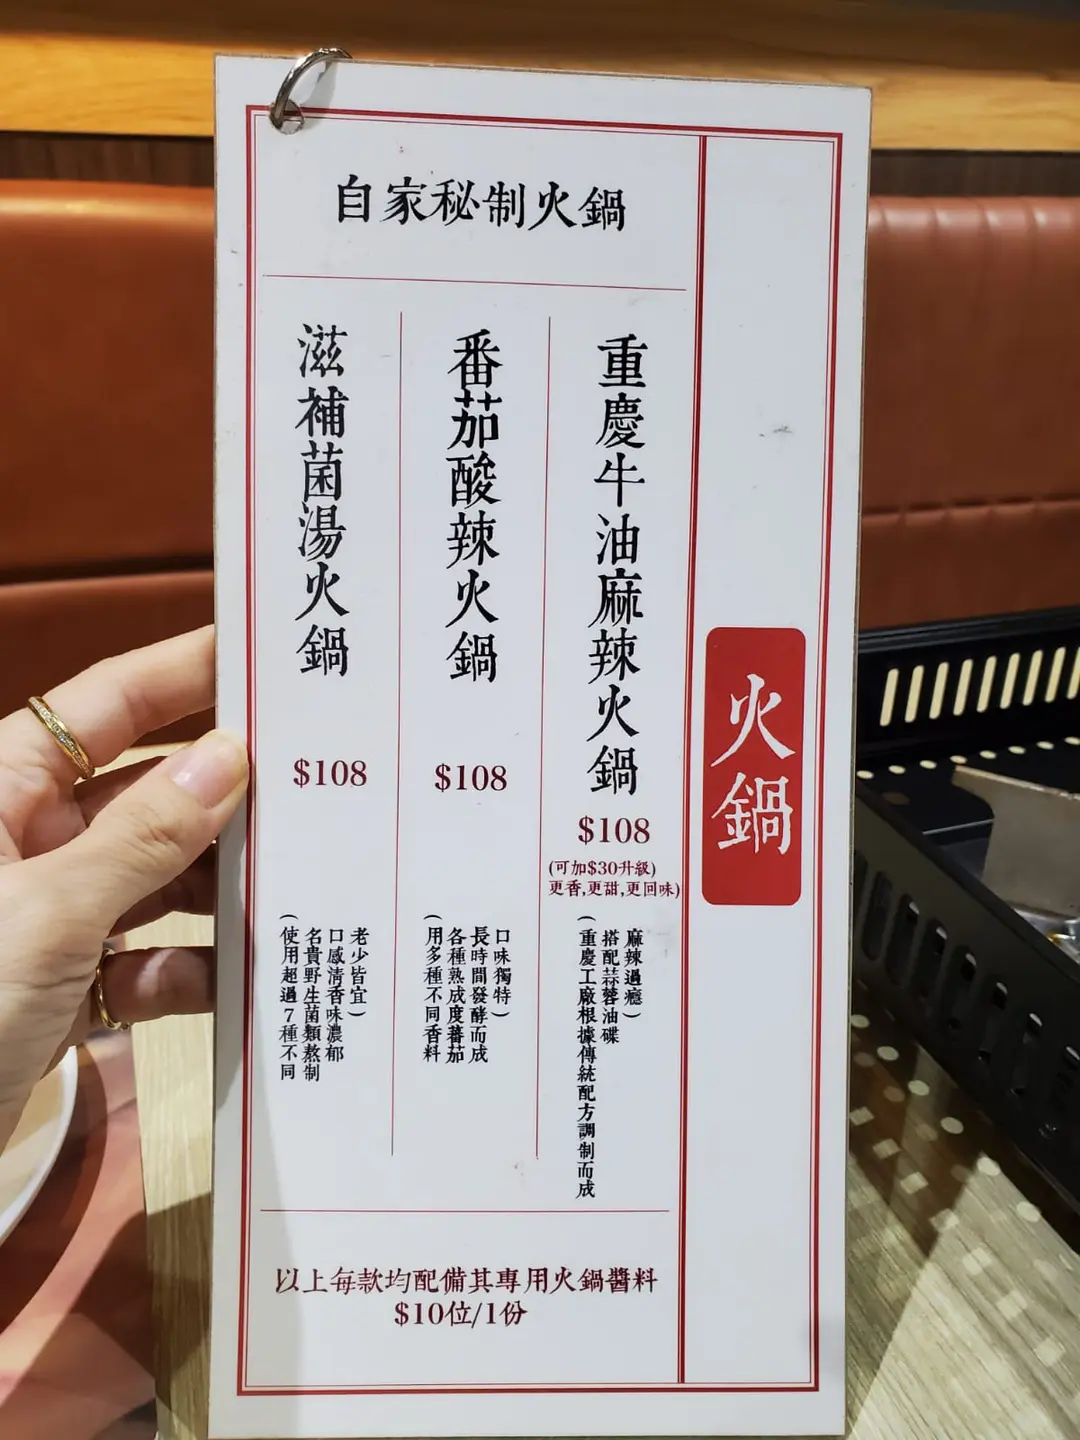 自家秘制火鍋
火鍋
重慶牛油麻辣火鍋
$108
(可加$30升級)
更香,更甜,更回味)
(重慶工廠根據傳統配方調制而成
搭配蒜蓉油碟
麻辣過癮)
番茄酸辣火鍋
$108
(用多種不同香料
各種熟成度蕃茄
長時間發酵而成
口味獨特)
滋補菌湯火鍋
$108
(使用超過7種不同
名貴野生菌類熬制
口感清香味濃郁
老少皆宜)
以上每款均配備其專用火鍋醬料
$10位/1份